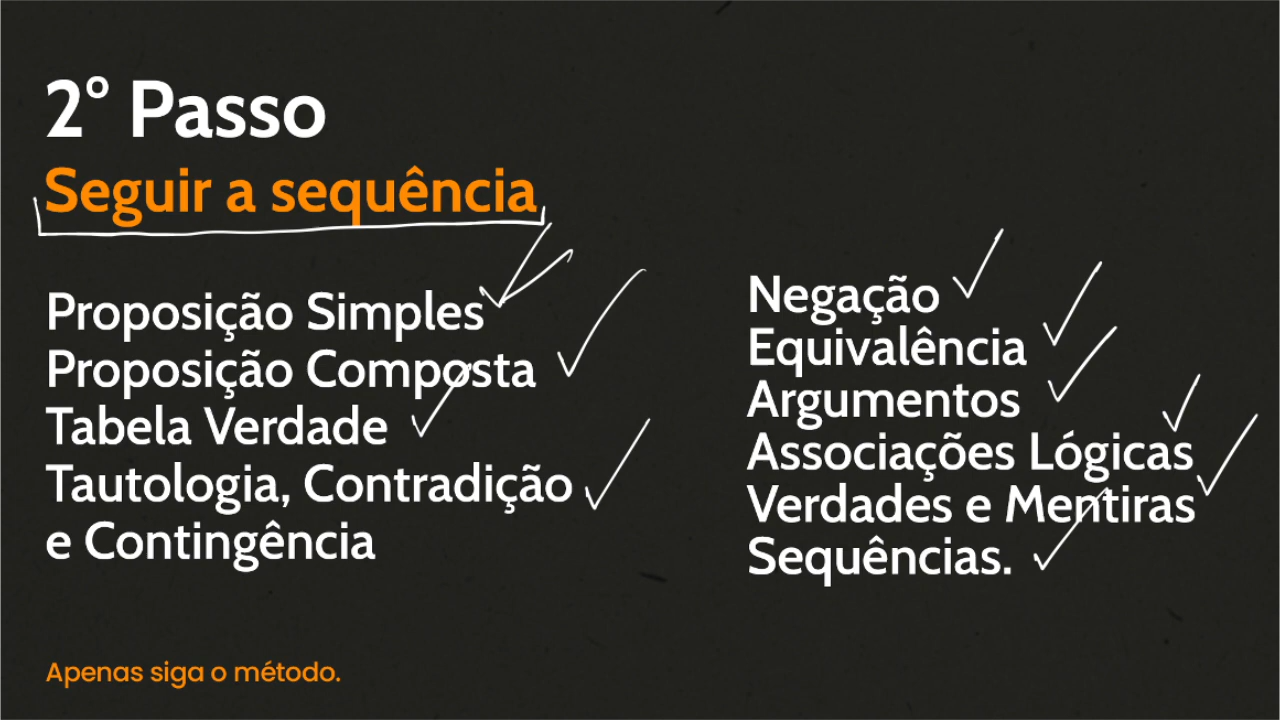 2° Passo
Seguir a sequência
Proposição Simples
Proposição Composta
Tabela Verdade
Tautologia, Contradição
e Contingência
Negação
Equivalência
Argumentos
Associações Lógicas
Verdades e Mentiras
Sequências.
Apenas siga o método.